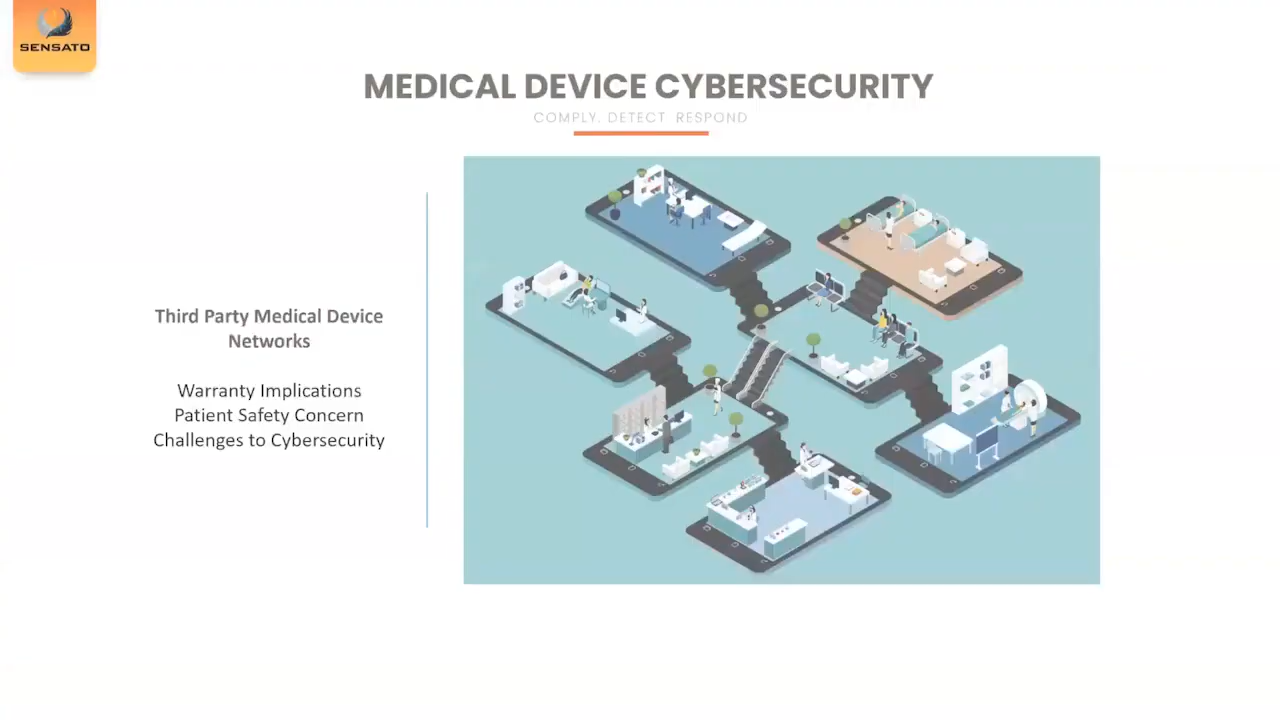 SENSATO
MEDICAL DEVICE CYBERSECURITY
COMPLY. DETECT RESPOND
Third Party Medical Device
Networks
Warranty Implications
Patient Safety Concern
Challenges to Cybersecurity